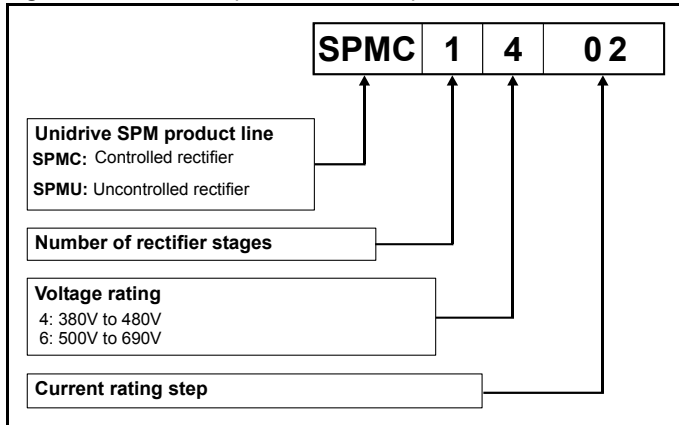 SPMC 1 4 02
Unidrive SPM product line
SPMC: Controlled rectifier
SPMU: Uncontrolled rectifier
Number of rectifier stages
Voltage rating
4: 380V to 480V
6: 500V to 690V
Current rating step